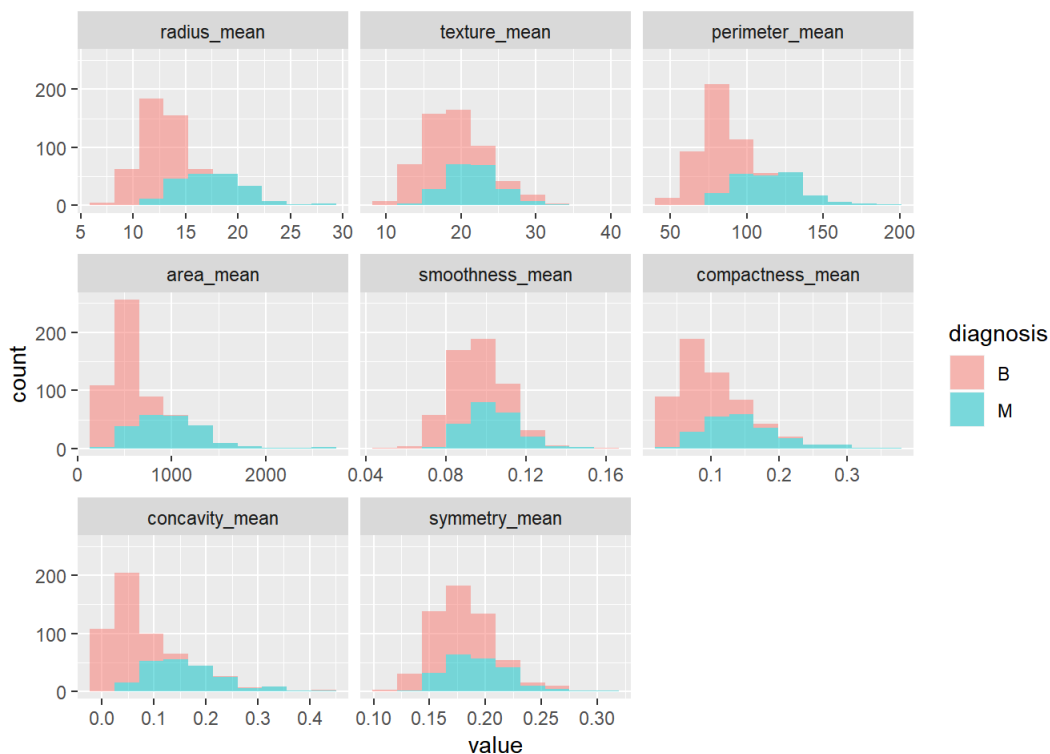 radius_mean texture_mean perimeter_mean
200
100
0
5 10 15 20 25 30 10 20 30 40 50 100 150 200
area_mean smoothness_mean compactness_mean
200
100
0
0 1000 2000 0.04 0.08 0.12 0.16 0.1 0.2 0.3
concavity_mean symmetry_mean
200
100
0
0.0 0.1 0.2 0.3 0.4 0.10 0.15 0.20 0.25 0.30
value
count
diagnosis
B
M